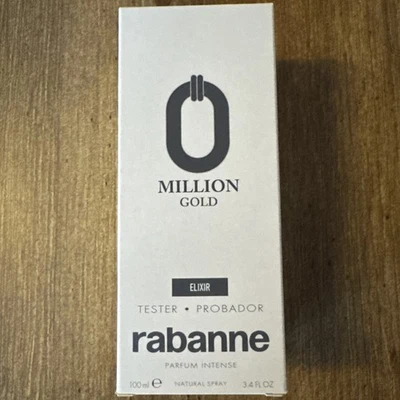 MILLION
GOLD
ELIXIR
TESTER • PROBADOR
rabanne
PARFUM INTENSE
100 ml ℮ NATURAL SPRAY 3.4 FL.OZ